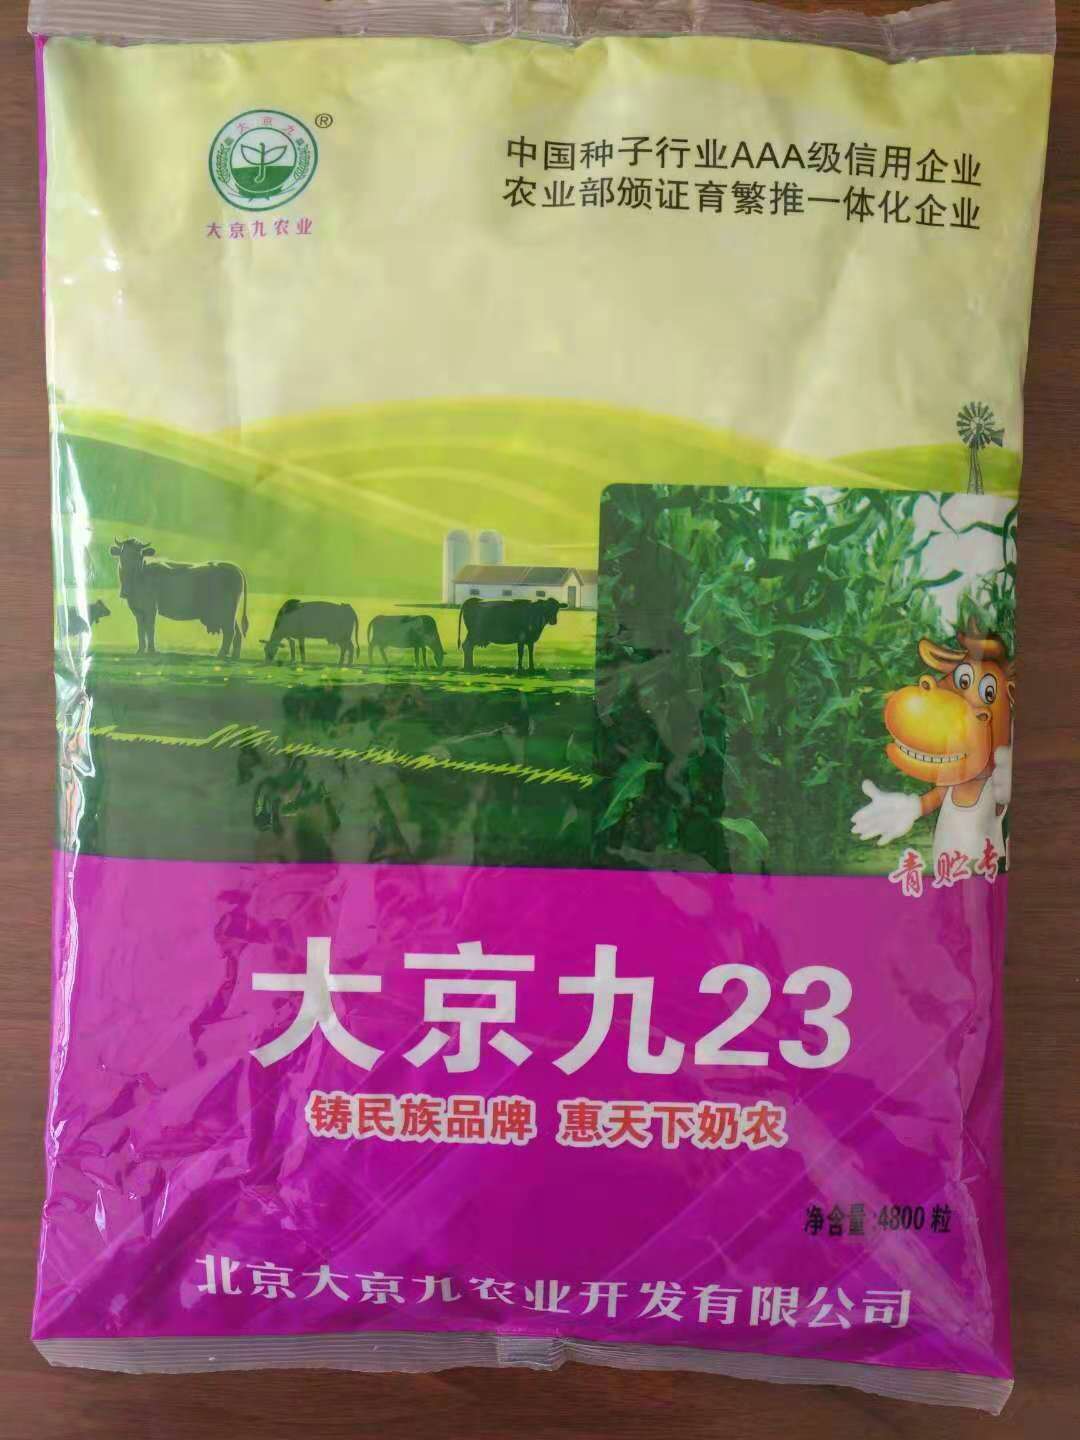 大京九
®
大京九农业
中国种子行业AAA级信用企业
农业部颁证育繁推一体化企业
青贮专
大京九23
铸民族品牌 惠天下奶农
净含量:4800粒
北京大京九农业开发有限公司